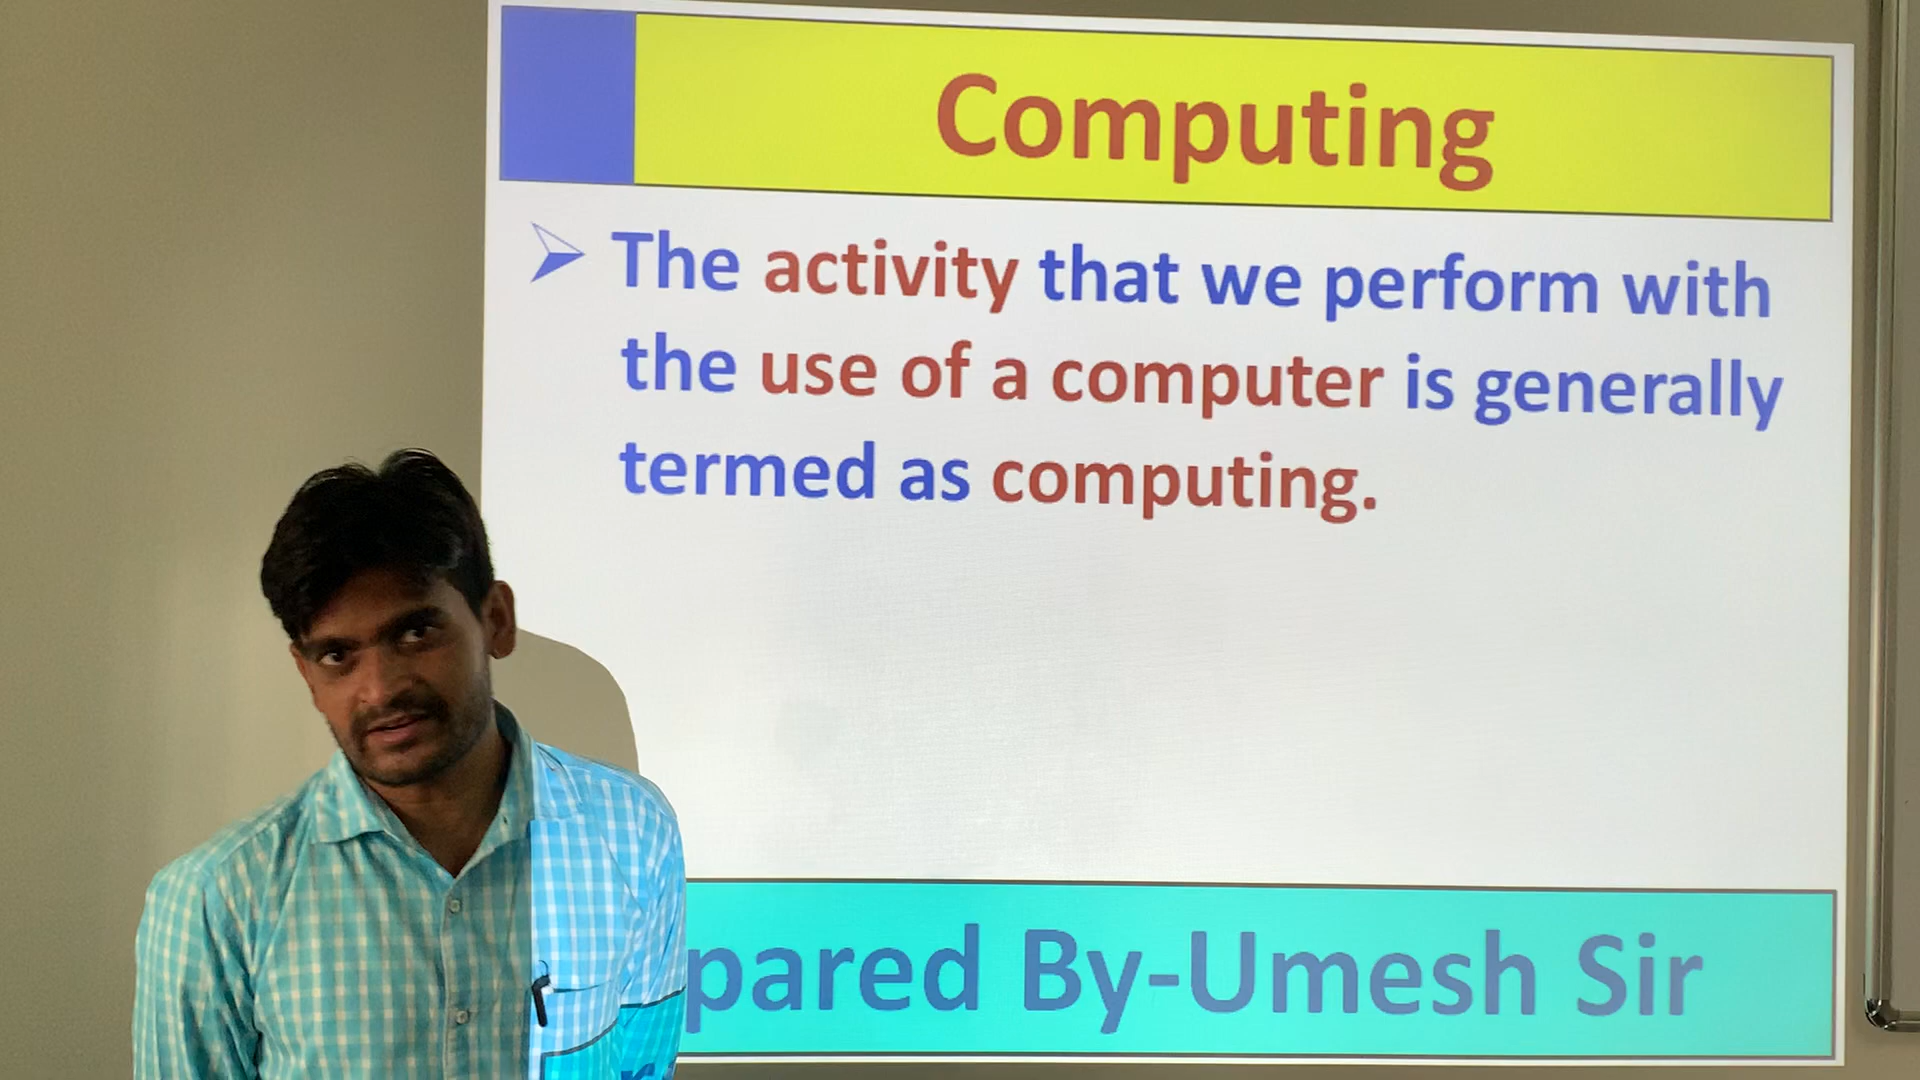 Computing
The activity that we perform with
the use of a computer is generally
termed as computing.
pared By-Umesh Sir